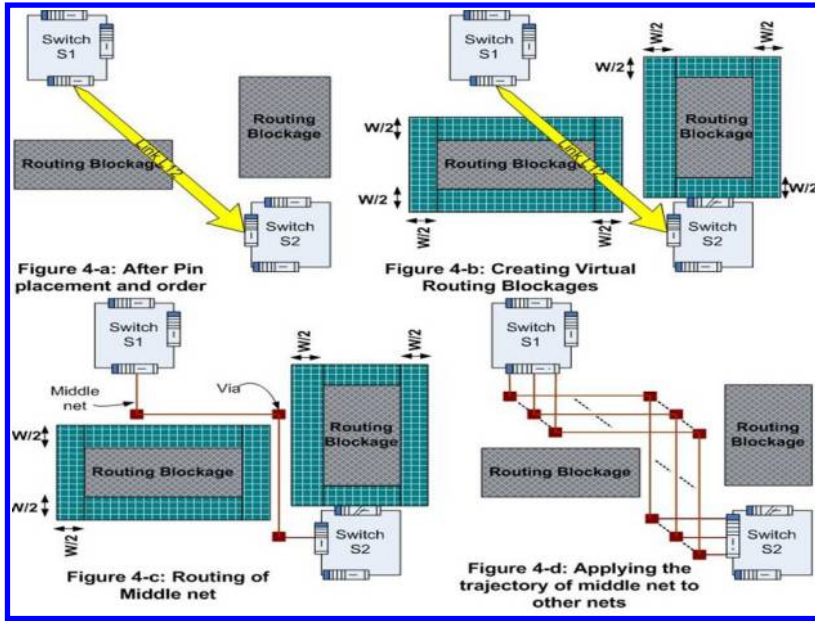 Switch
S1
Routing
Blockage
Routing Blockage
Link L12
Switch
S2
Figure 4-a: After Pin
placement and order
Switch
S1
W/2
W/2
W/2
Routing
Blockage
W/2
Routing Blockage
Link L12
W/2
W/2
W/2
W/2
Switch
S2
Figure 4-b: Creating Virtual
Routing Blockages
Switch
S1
W/2
W/2
Middle
net
Via
W/2
Routing
Blockage
Routing Blockage
W/2
W/2
Switch
S2
Figure 4-c: Routing of
Middle net
Switch
S1
Routing
Blockage
Routing Blockage
Switch
S2
Figure 4-d: Applying the
trajectory of middle net to
other nets